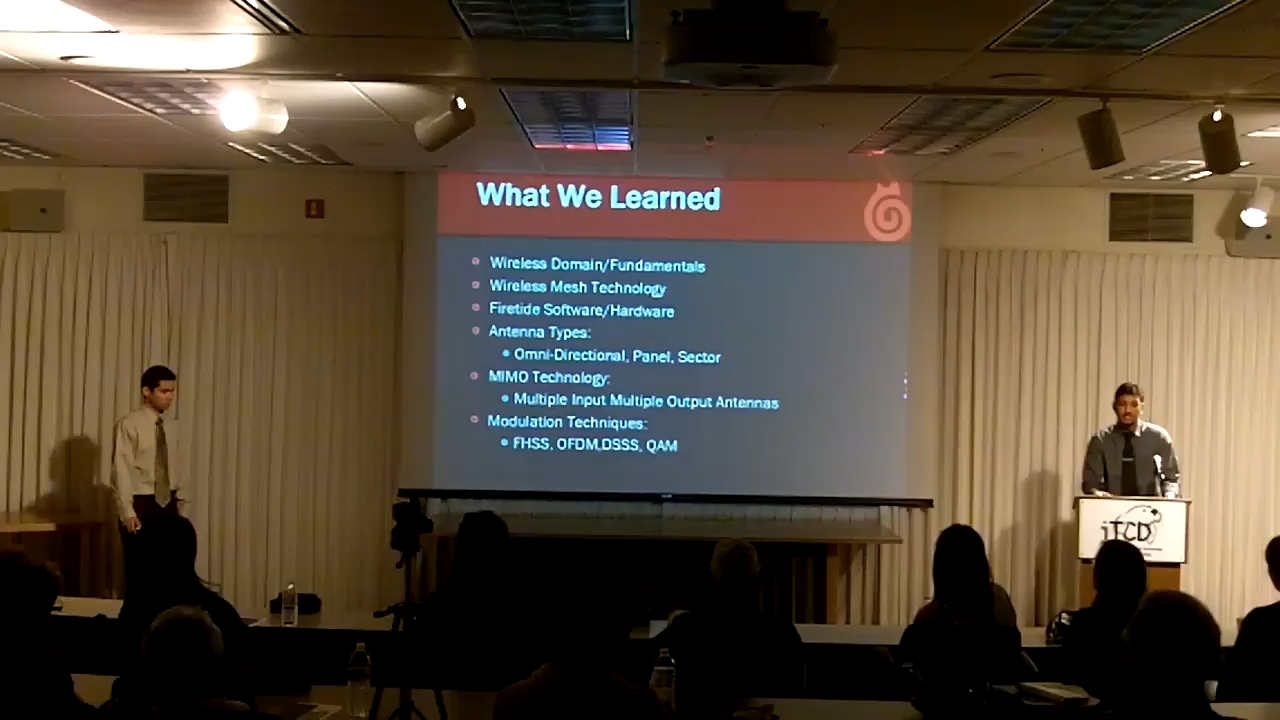 What We Learned
Wireless Domain/Fundamentals
Wireless Mesh Technology
Firetide Software/Hardware
Antenna Types:
Omni-Directional, Panel, Sector
MIMO Technology:
Multiple Input Multiple Output Antennas
Modulation Techniques:
FHSS, OFDM,DSSS, QAM
iTCD